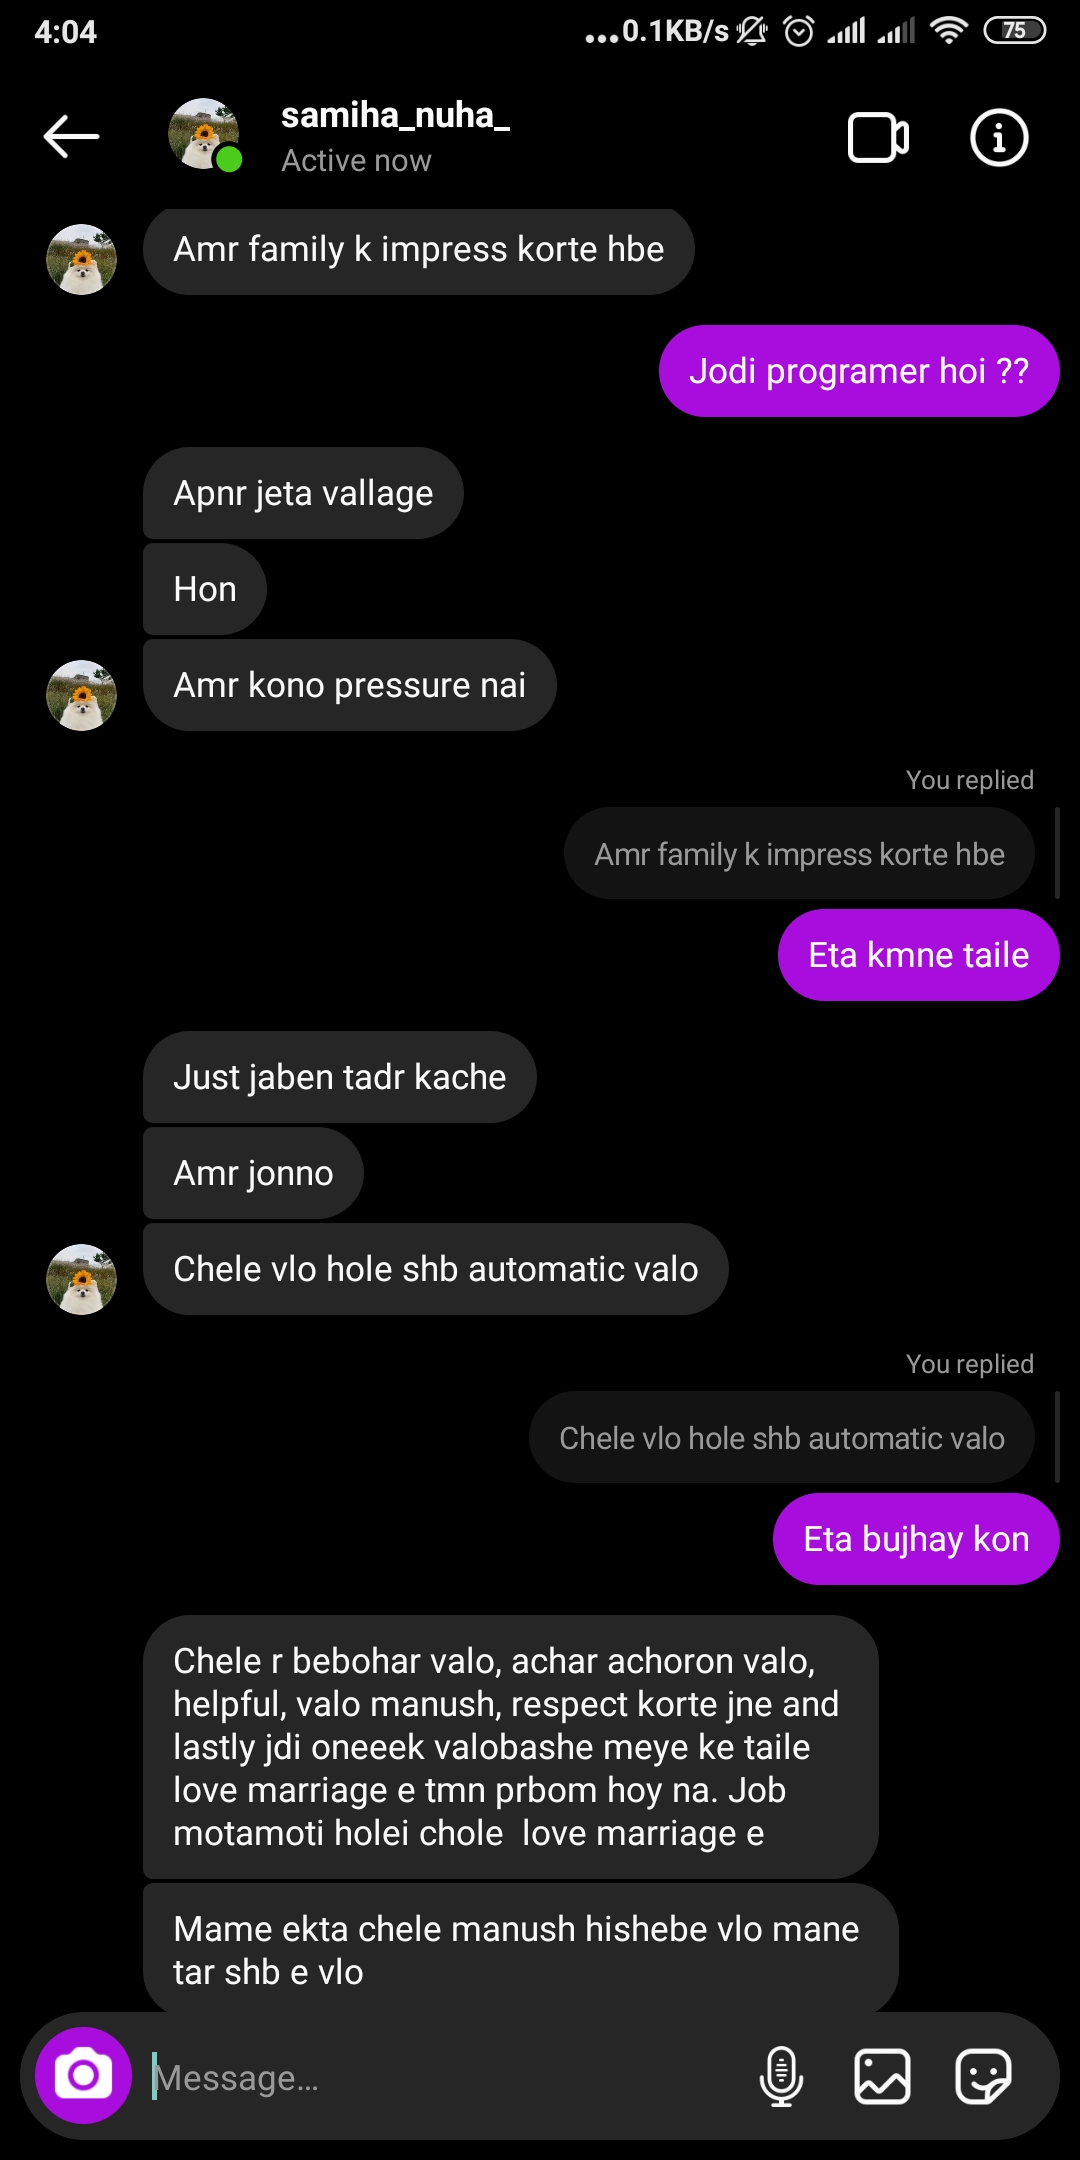 4:04
...0.1KB/s
75
samiha_nuha_
Active now
Amr family k impress korte hbe
Jodi programer hoi ??
Apnr jeta vallage
Hon
Amr kono pressure nai
You replied
Amr family k impress korte hbe
Eta kmne taile
Just jaben tadr kache
Amr jonno
Chele vlo hole shb automatic valo
You replied
Chele vlo hole shb automatic valo
Eta bujhay kon
Chele r bebohar valo, achar achoron valo,
helpful, valo manush, respect korte jne and
lastly jdi oneeek valobashe meye ke taile
love marriage e tmn prbom hoy na. Job
motamoti holei chole  love marriage e
Mame ekta chele manush hishebe vlo mane
tar shb e vlo
Message...